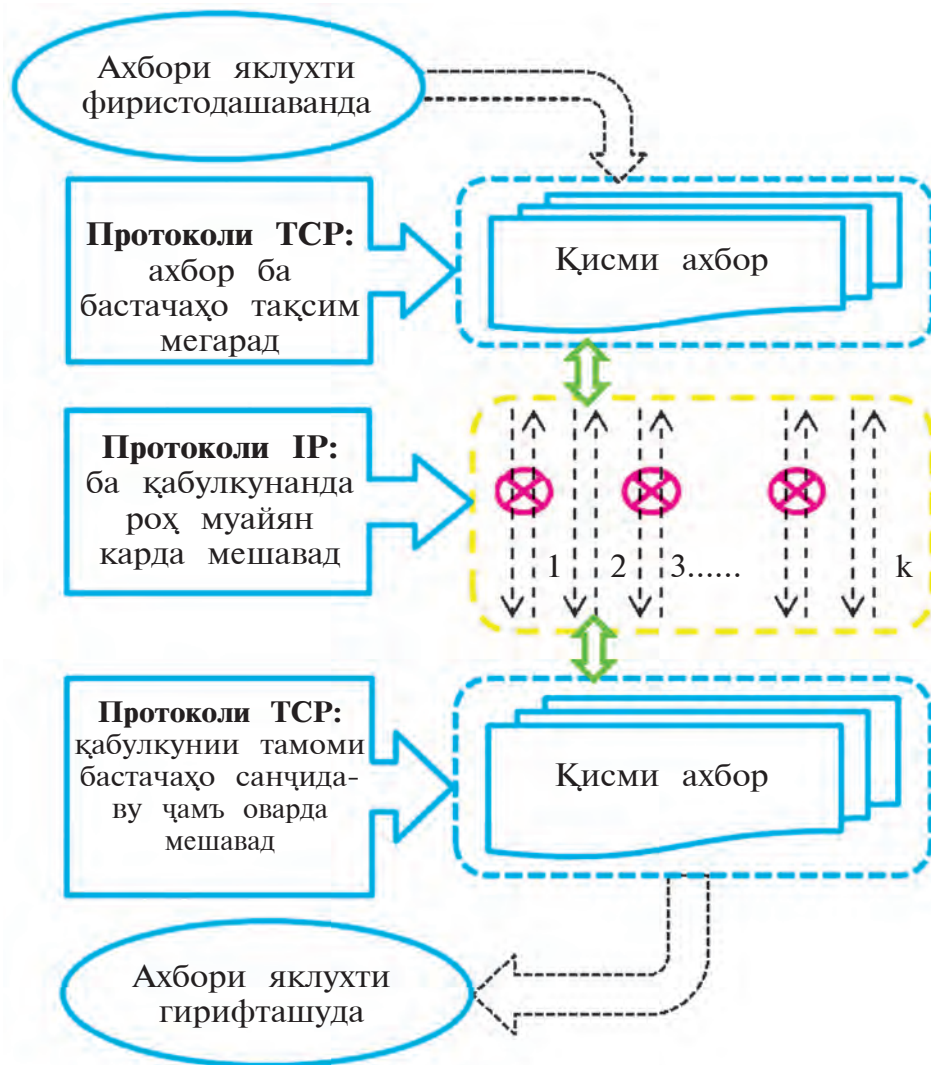 Ахбори яклухти
фиристодашаванда
Протоколи TCP:
ахбор ба
бастачаҳо тақсим
мегарад
Қисми ахбор
Протоколи IP:
ба қабулкунанда
роҳ муайян
карда мешавад
1 2 3...... k
Протоколи TCP:
қабулкунии тамоми
бастачаҳо санҷида-
ву ҷамъ оварда
мешавад
Қисми ахбор
Ахбори яклухти
гирифташуда